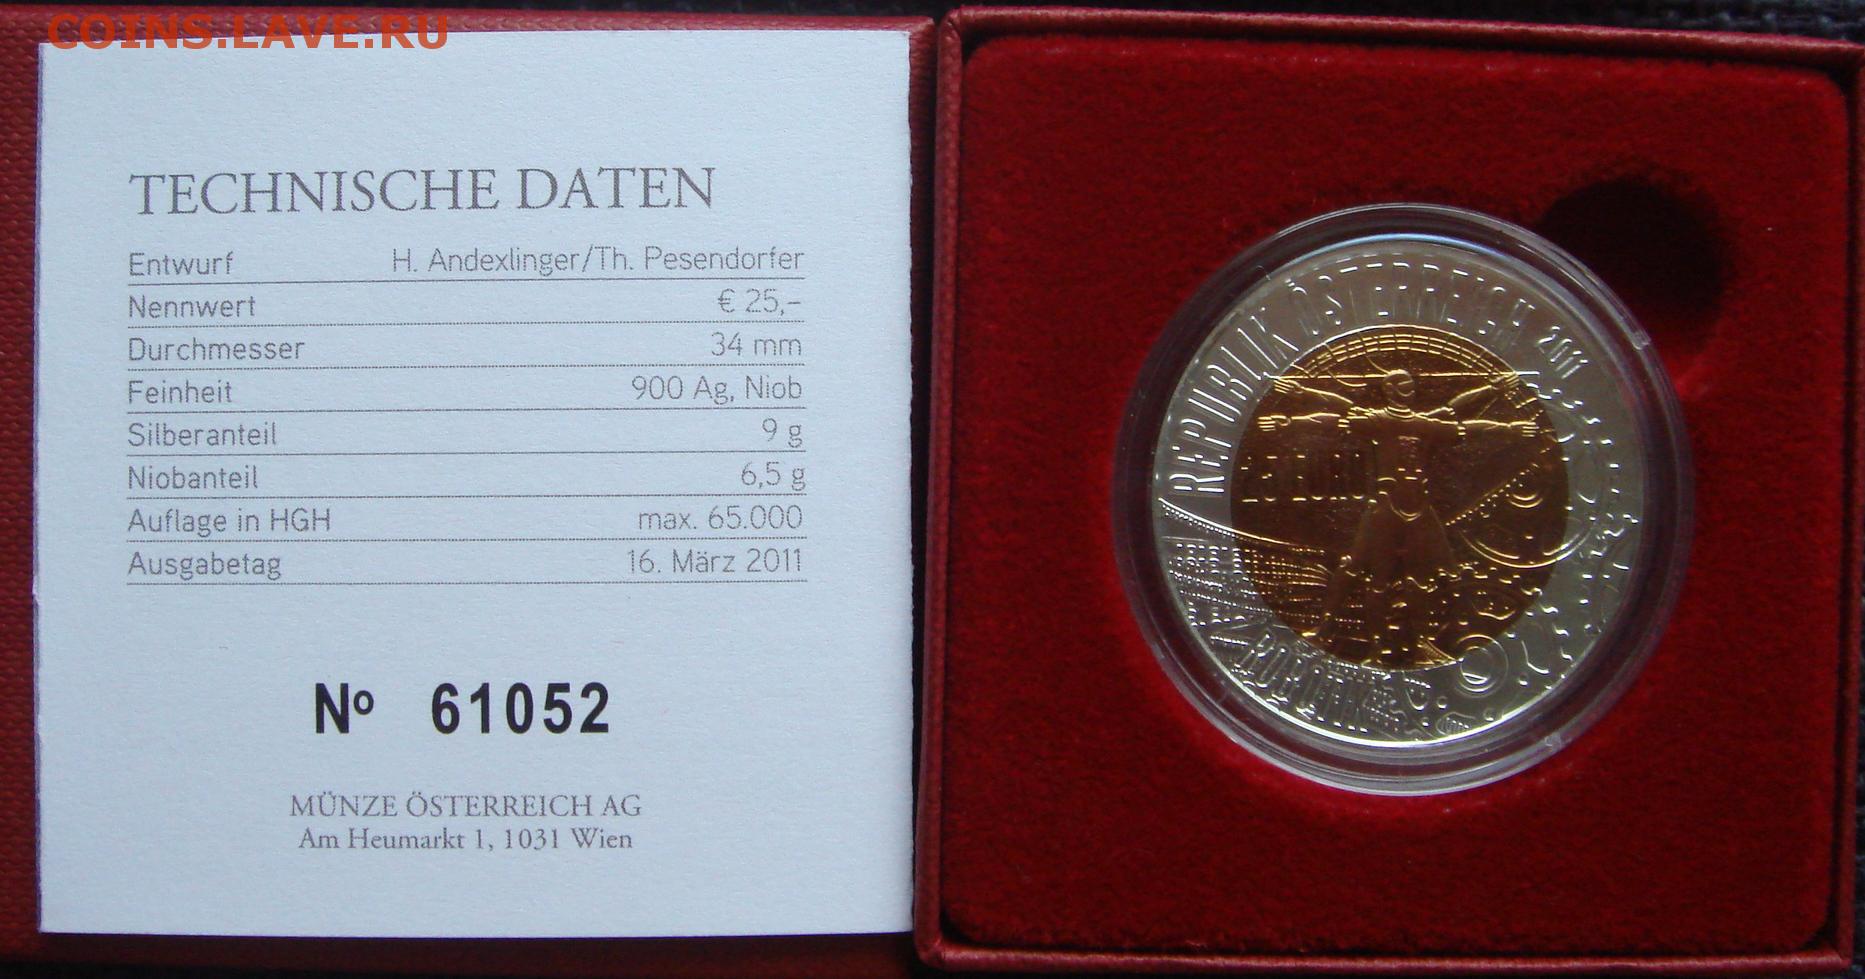 COINS.LAVE.RU
TECHNISCHE DATEN
Entwurf H. Andexlinger/Th. Pesendorfer
Nennwert € 25,–
Durchmesser 34 mm
Feinheit 900 Ag, Niob
Silberanteil 9 g
Niobanteil 6,5 g
Auflage in HGH max. 65.000
Ausgabetag 16. März 2011
Nº 61052
MÜNZE ÖSTERREICH AG
Am Heumarkt 1, 1031 Wien
REPUBLIK ÖSTERREICH 2011
25 EURO
ROBOTIK